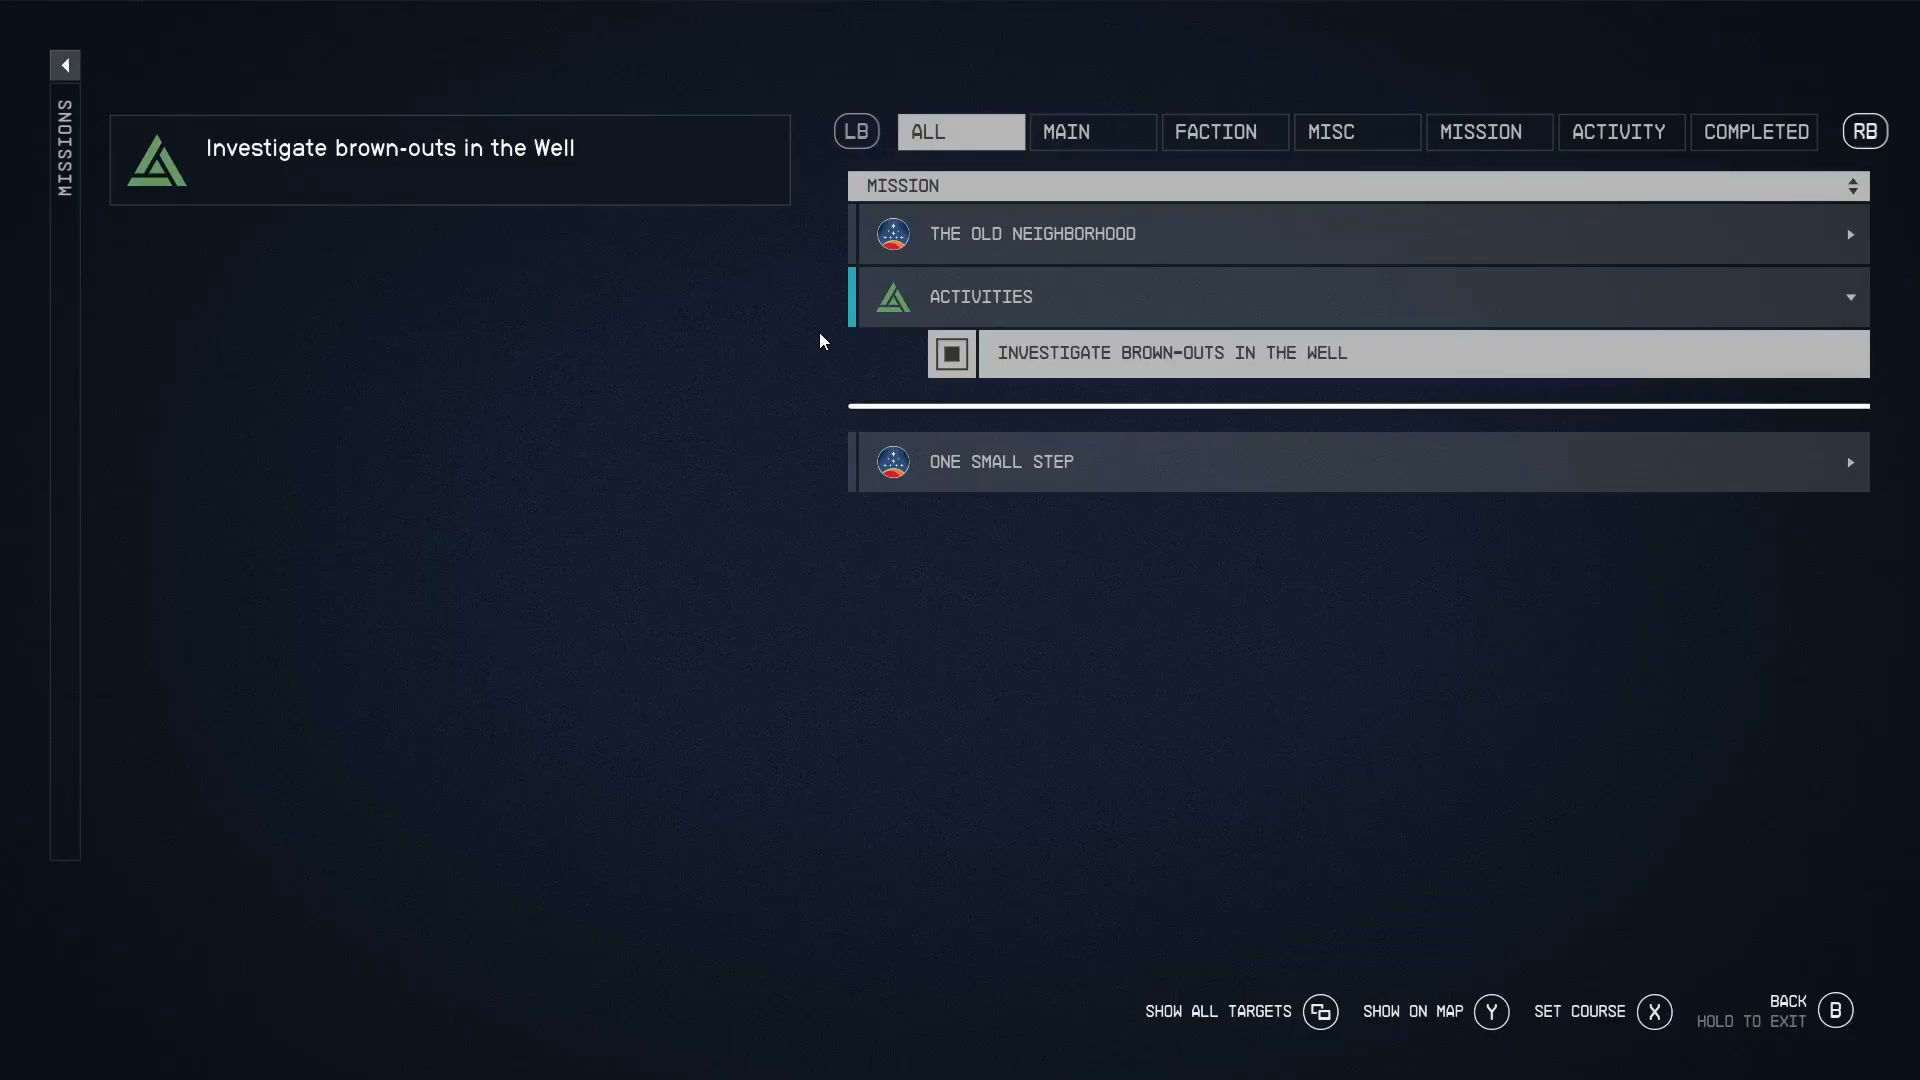 MISSIONS
Investigate brown-outs in the Well
LB ALL MAIN FACTION MISC MISSION ACTIVITY COMPLETED RB
MISSION
THE OLD NEIGHBORHOOD
ACTIVITIES
INVESTIGATE BROWN-OUTS IN THE WELL
ONE SMALL STEP
SHOW ALL TARGETS SHOW ON MAP Y SET COURSE X BACK B
HOLD TO EXIT